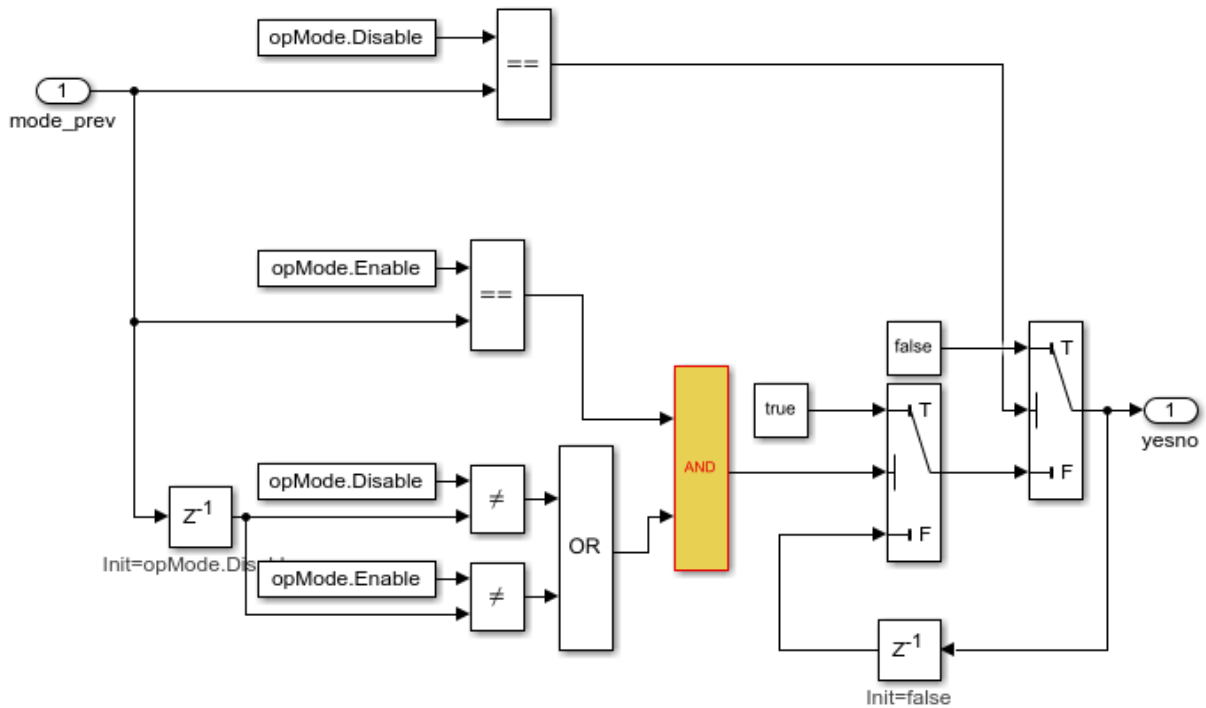 opMode.Disable
==
1
mode_prev
opMode.Enable
==
false
T
true
T
1
yesno
AND
opMode.Disable
≠
F
Z-1
OR
F
opMode.Enable
≠
Z-1
Init=false